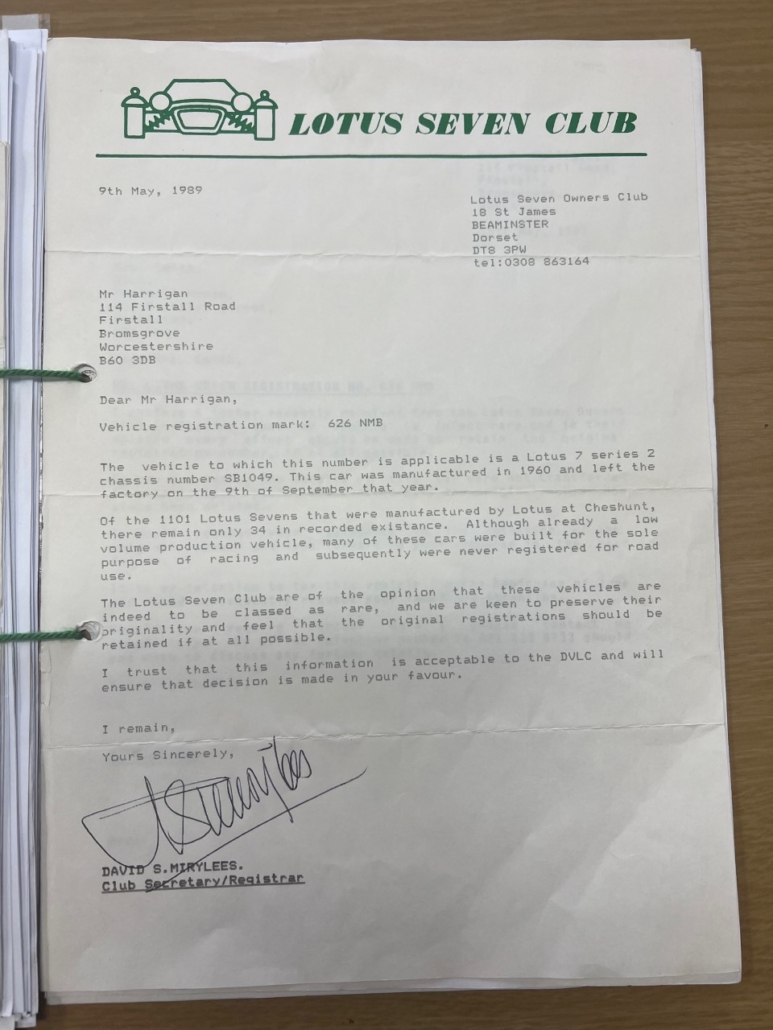 LOTUS SEVEN CLUB
9th May, 1989
Lotus Seven Owners Club
18 St James
BEAMINSTER
Dorset
DT8 3PW
tel:0308 863164
Mr Harrigan
114 Firstall Road
Firstall
Bromsgrove
Worcestershire
B60 3DB
Dear Mr Harrigan,
Vehicle registration mark: 626 NMB
The vehicle to which this number is applicable is a Lotus 7 series 2
chassis number SB1049. This car was manufactured in 1960 and left the
factory on the 9th of September that year.
Of the 1101 Lotus Sevens that were manufactured by Lotus at Cheshunt,
there remain only 34 in recorded existance. Although already a low
volume production vehicle, many of these cars were built for the sole
purpose of racing and subsequently were never registered for road
use.
The Lotus Seven Club are of the opinion that these vehicles are
indeed to be classed as rare, and we are keen to preserve their
originality and feel that the original registrations should be
retained if at all possible.
I trust that this information is acceptable to the DVLC and will
ensure that decision is made in your favour.
I remain,
Yours Sincerely,
DAVID S.MIRYLEES.
Club Secretary/Registrar